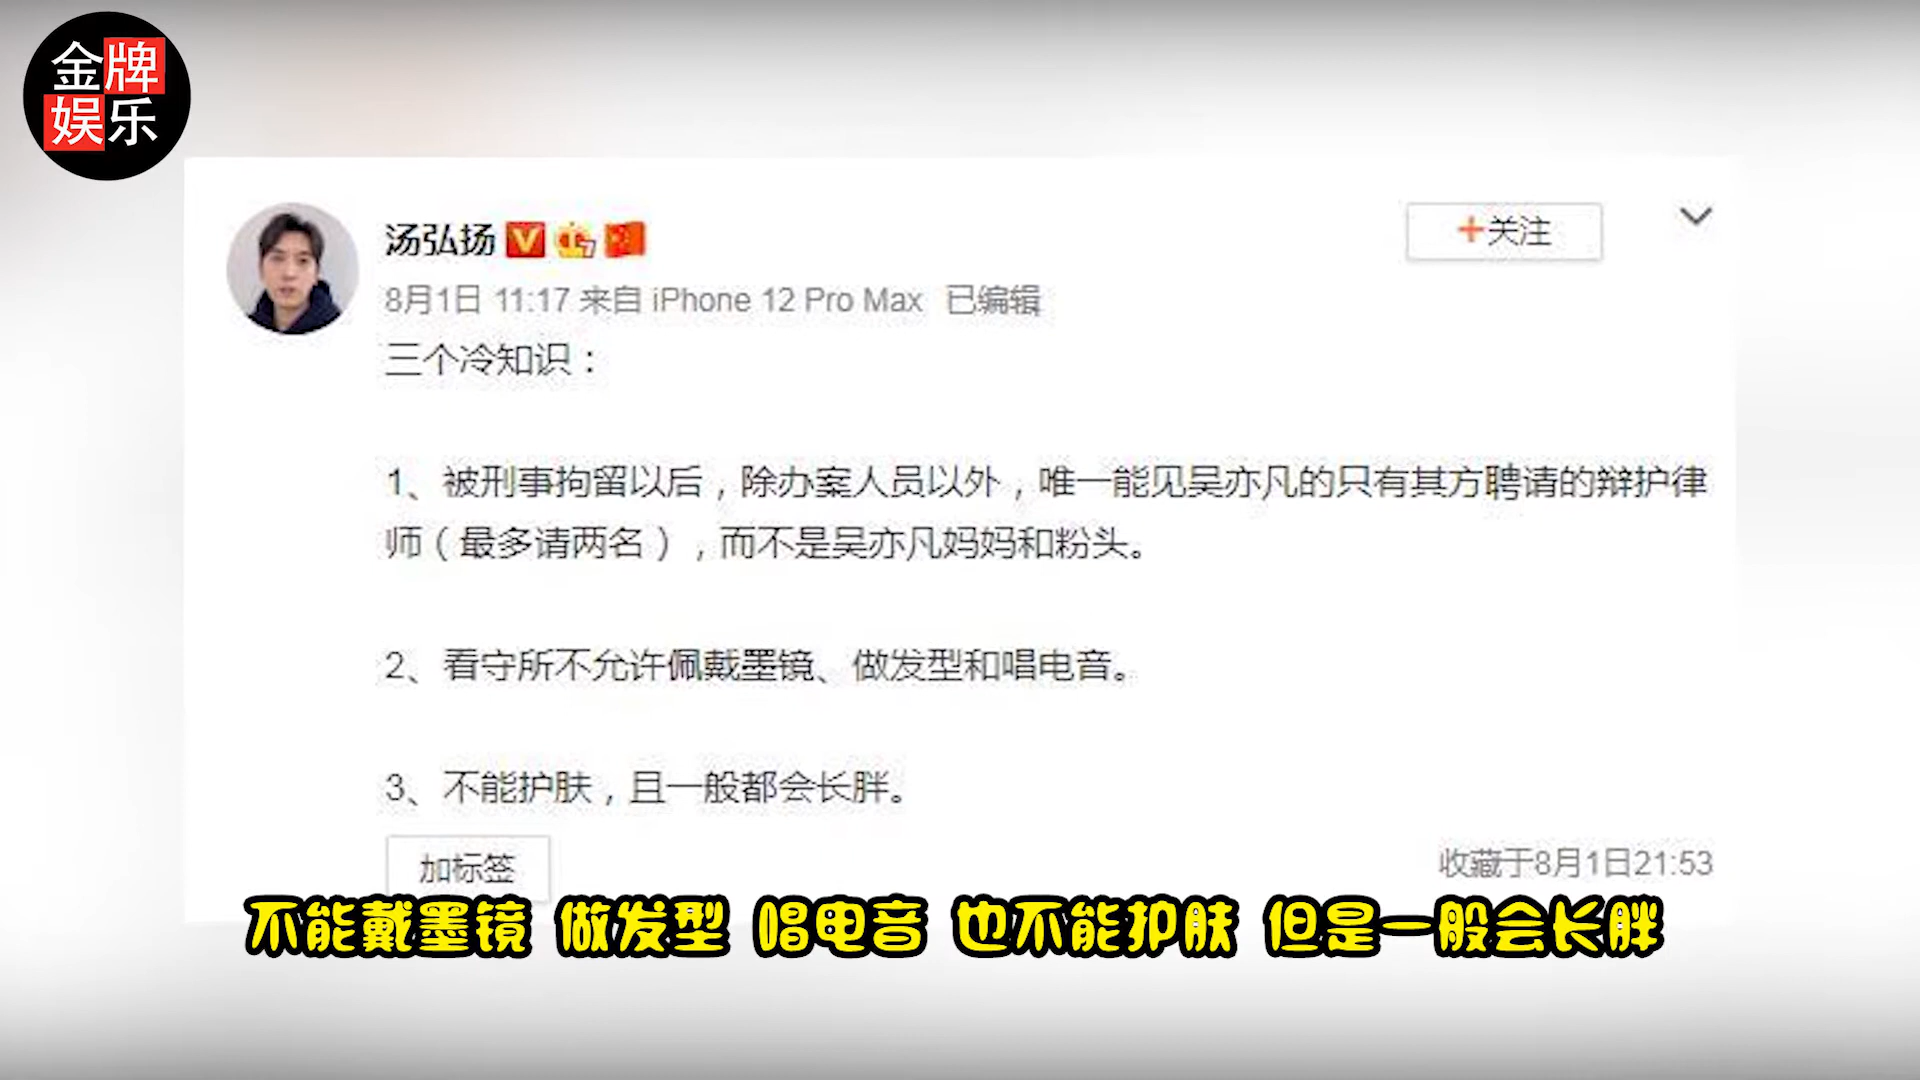 金牌
娱乐
汤弘扬
+关注
8月1日 11:17 来自 iPhone 12 Pro Max 已编辑
三个冷知识：
1、被刑事拘留以后，除办案人员以外，唯一能见吴亦凡的只有其方聘请的辩护律
师（最多请两名），而不是吴亦凡妈妈和粉头。
2、看守所不允许佩戴墨镜、做发型和唱电音。
3、不能护肤，且一般都会长胖。
加标签
收藏于8月1日21:53
不能戴墨镜 做发型 唱电音 也不能护肤 但是一般会长胖